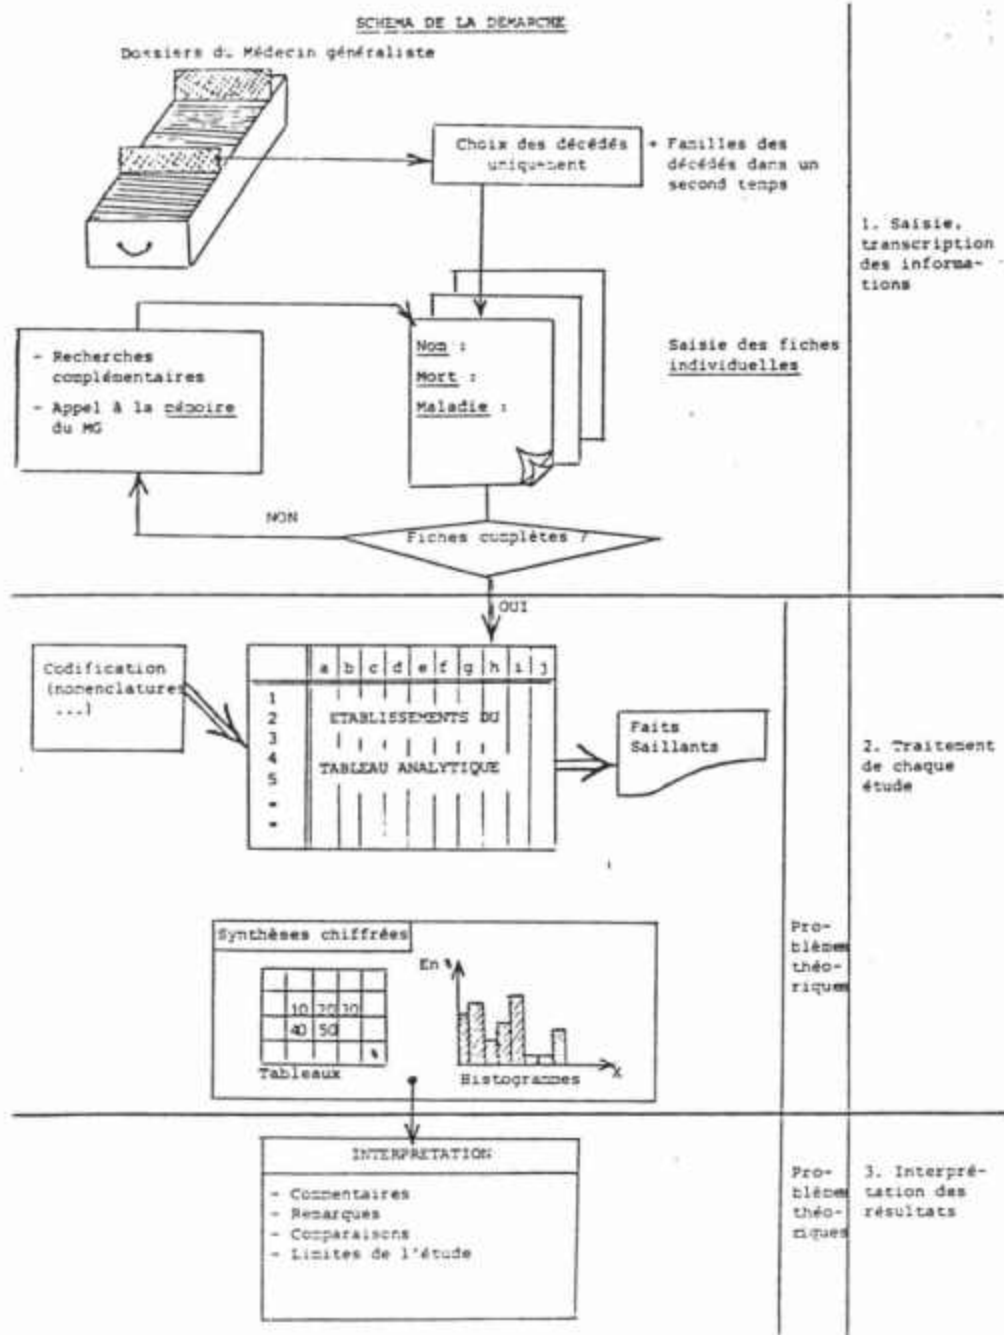 SCHEMA DE LA DEMARCHE
Dossiers du Médecin généraliste
Choix des décédés
uniquement
+ Familles des
décédés dans un
second temps
1. Saisie,
transcription
des informa-
tions
- Recherches
complémentaires
- Appel à la mémoire
du MG
Nom :
Mort :
Maladie :
Saisie des fiches
individuelles
NON
Fiches complètes ?
OUI
Codification
(nomenclatures
...)
a b c d e f g h i j
1
2
3
4
5
ETABLISSEMENTS DU
TABLEAU ANALYTIQUE
Faits
Saillants
2. Traitement
de chaque
étude
Synthèses chiffrées
10 20 30
40 50
%
Tableaux
En %
X
Histogrammes
Pro-
blèmes
théo-
riques
INTERPRETATION
- Commentaires
- Remarques
- Comparaisons
- Limites de l'étude
Pro-
blèmes
théo-
riques
3. Interpré-
tation des
résultats